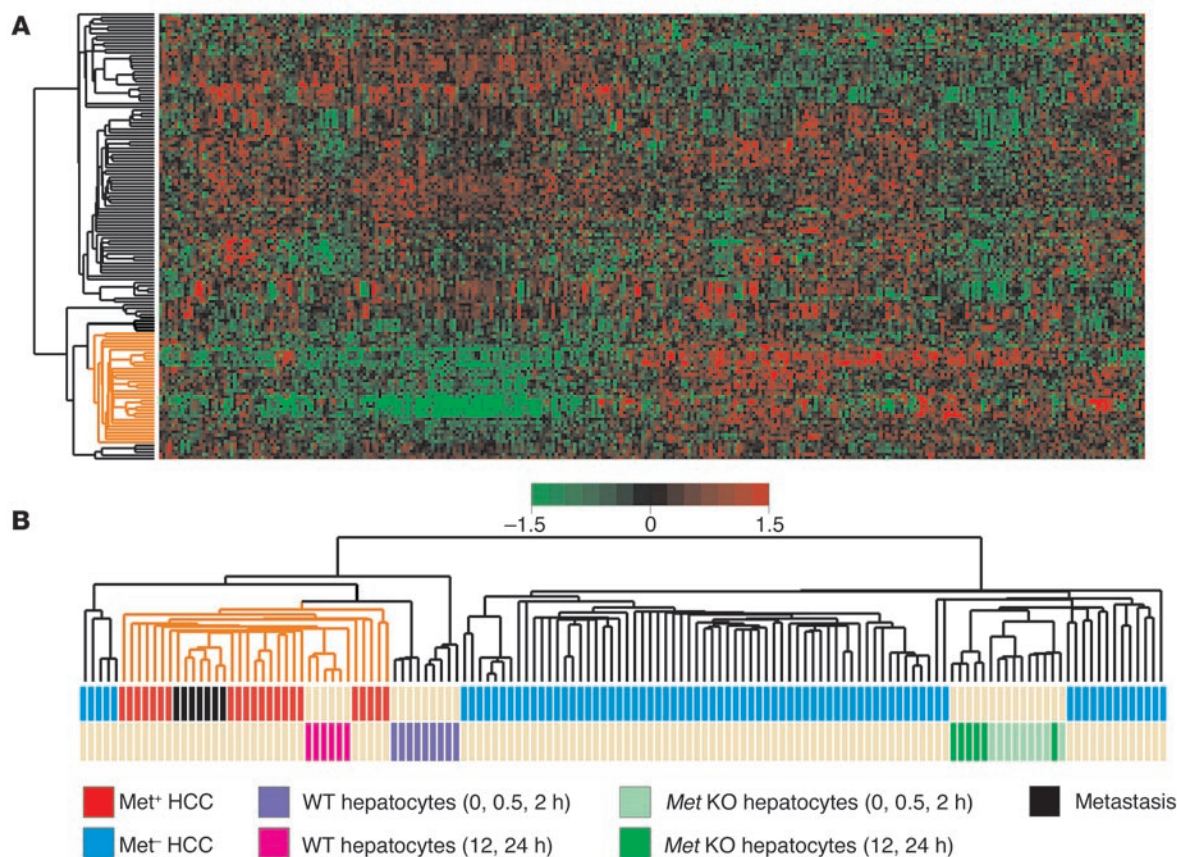 A
−1.5 0 1.5
B
Met⁺ HCC WT hepatocytes (0, 0.5, 2 h) Met KO hepatocytes (0, 0.5, 2 h) Metastasis
Met⁻ HCC WT hepatocytes (12, 24 h) Met KO hepatocytes (12, 24 h)